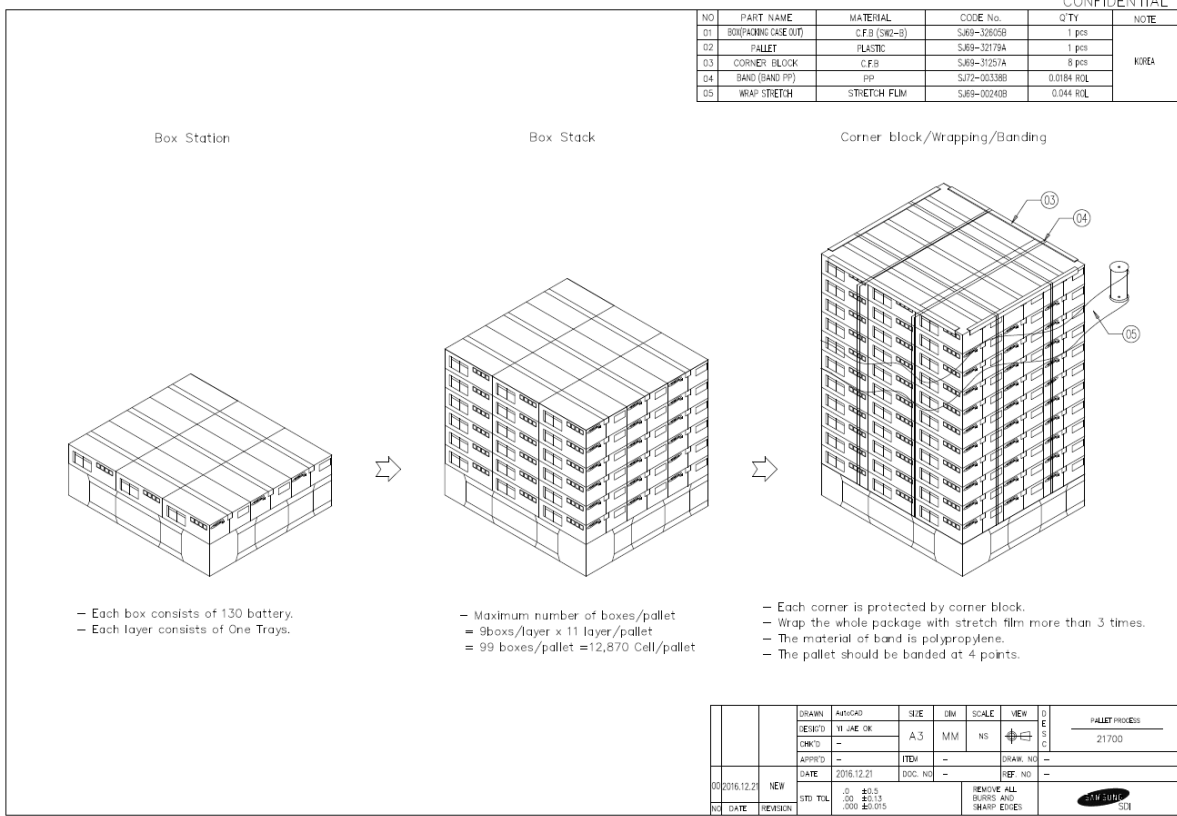 CONFIDENTIAL
NO PART NAME MATERIAL CODE No. Q'TY NOTE
01 BOX(PACKING CASE OUT) C.F.B (SW2-B) SJ69-32605B 1 pcs
02 PALLET PLASTIC SJ69-32179A 1 pcs
03 CORNER BLOCK C.F.B SJ69-31257A 8 pcs KOREA
04 BAND (BAND PP) PP SJ72-00338B 0.0184 ROL
05 WRAP STRETCH STRETCH FLIM SJ69-00240B 0.044 ROL
Box Station
Box Stack
Corner block/Wrapping/Banding
03
04
05
- Each box consists of 130 battery.
- Each layer consists of One Trays.
- Maximum number of boxes/pallet
= 9boxs/layer x 11 layer/pallet
= 99 boxes/pallet =12,870 Cell/pallet
- Each corner is protected by corner block.
- Wrap the whole package with stretch film more than 3 times.
- The material of band is polypropylene.
- The pallet should be banded at 4 points.
DRAWN AutoCAD SIZE DIM SCALE VIEW DESC PALLET PROCESS
DESIG'D YI JAE OK A3 MM NS 21700
CHK'D -
APPR'D - ITEM - DRAW. NO -
DATE 2016.12.21 DOC. NO - REF. NO -
00 2016.12.21 NEW
STD TOL .0 ±0.5
.00 ±0.13
.000 ±0.015
REMOVE ALL
BURRS AND
SHARP EDGES
SAMSUNG
SDI
NO DATE REVISION